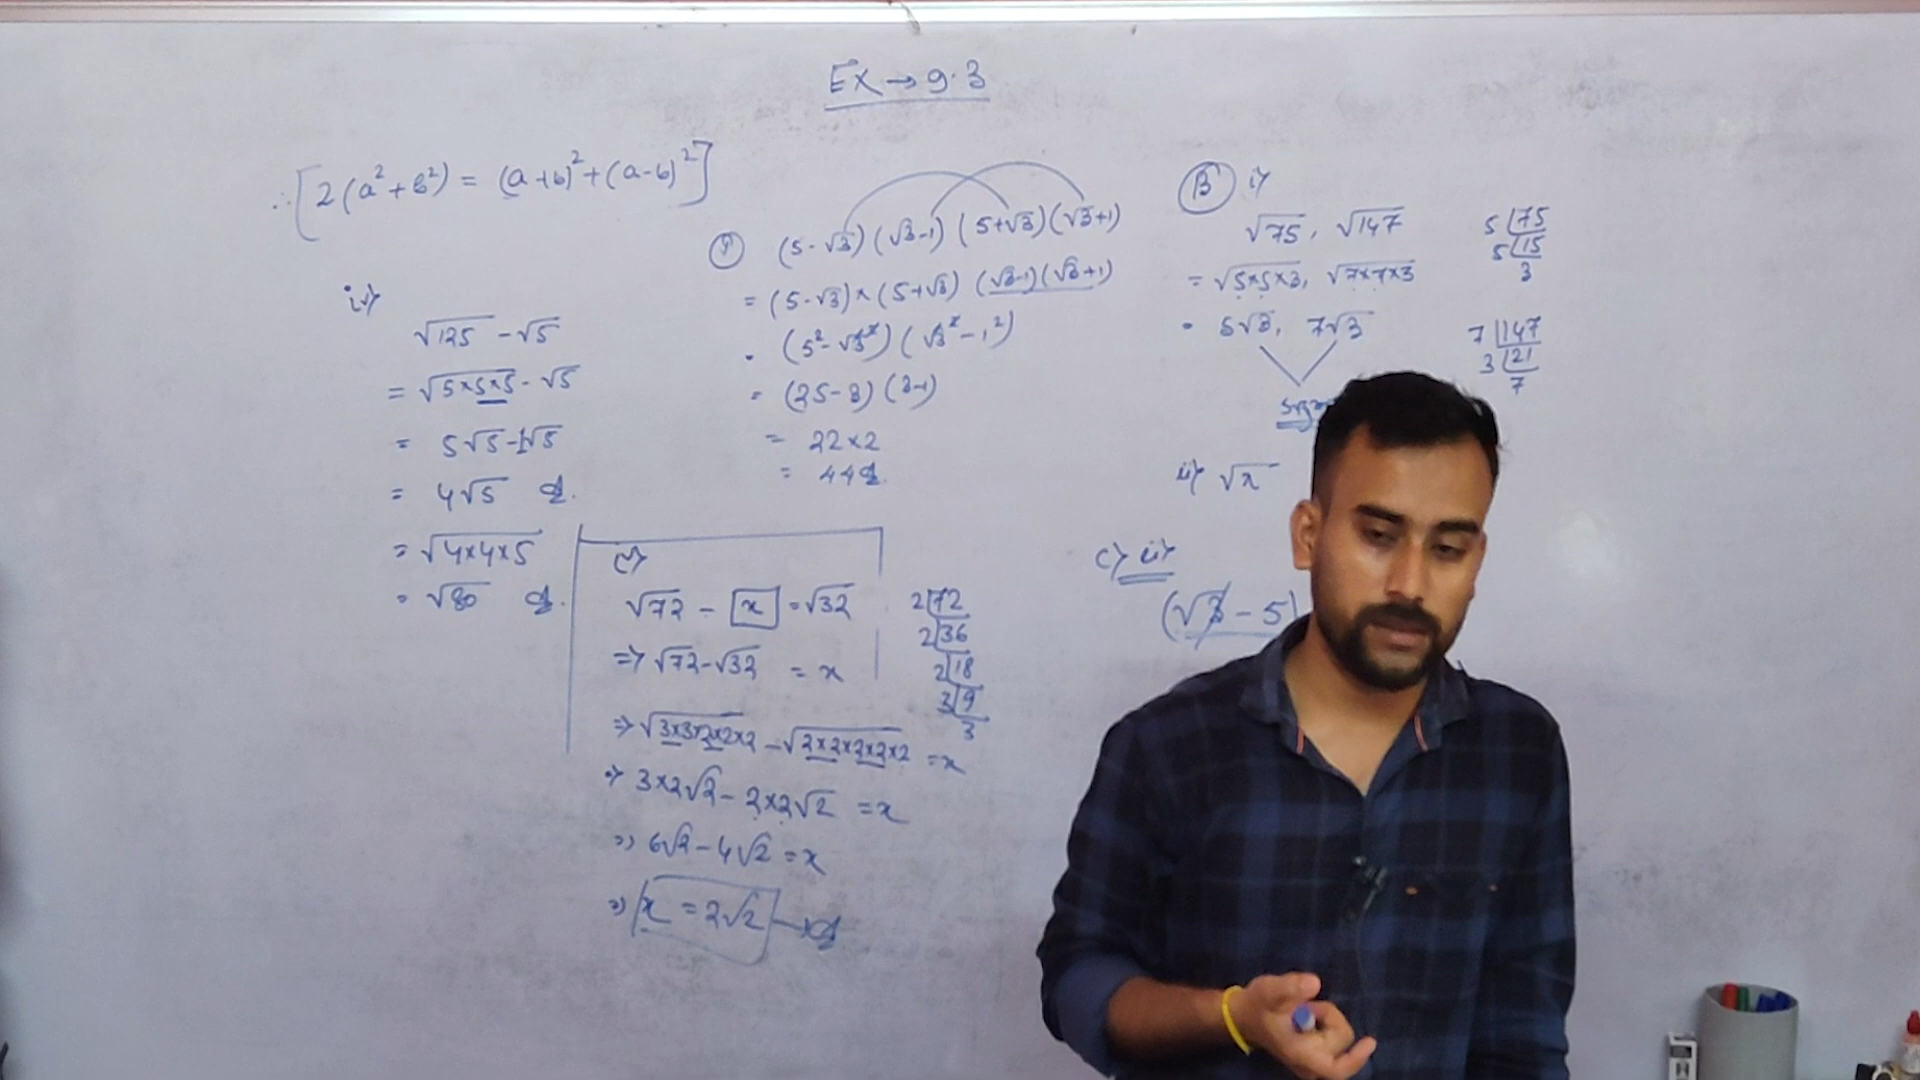 EX → 9.3
∴ [2(a²+b²) = (a+b)²+(a-b)²]
iv)
√125 - √5
= √5×5×5 - √5
= 5√5-1√5
= 4√5
= √4×4×5
= √80
v) (5-√3) (√3-1) (5+√3)(√3+1)
= (5-√3)×(5+√3) (√3-1)(√3+1)
= (5²-√3²) (√3²-1²)
= (25-3) (3-1)
= 22×2
= 44
√72 - x = √32
=> √72-√32 = x
=> √3×3×2×2×2 - √2×2×2×2×2 = x
=> 3×2√2 - 2×2√2 = x
=> 6√2 - 4√2 = x
=> x = 2√2
2 72
2 36
2 18
3 9
3
B i)
√75, √147
= √5×5×3, √7×7×3
= 5√3, 7√3
5 75
5 15
3
7 147
3 21
7
ii) √x
c) ii)
(√3 - 5)